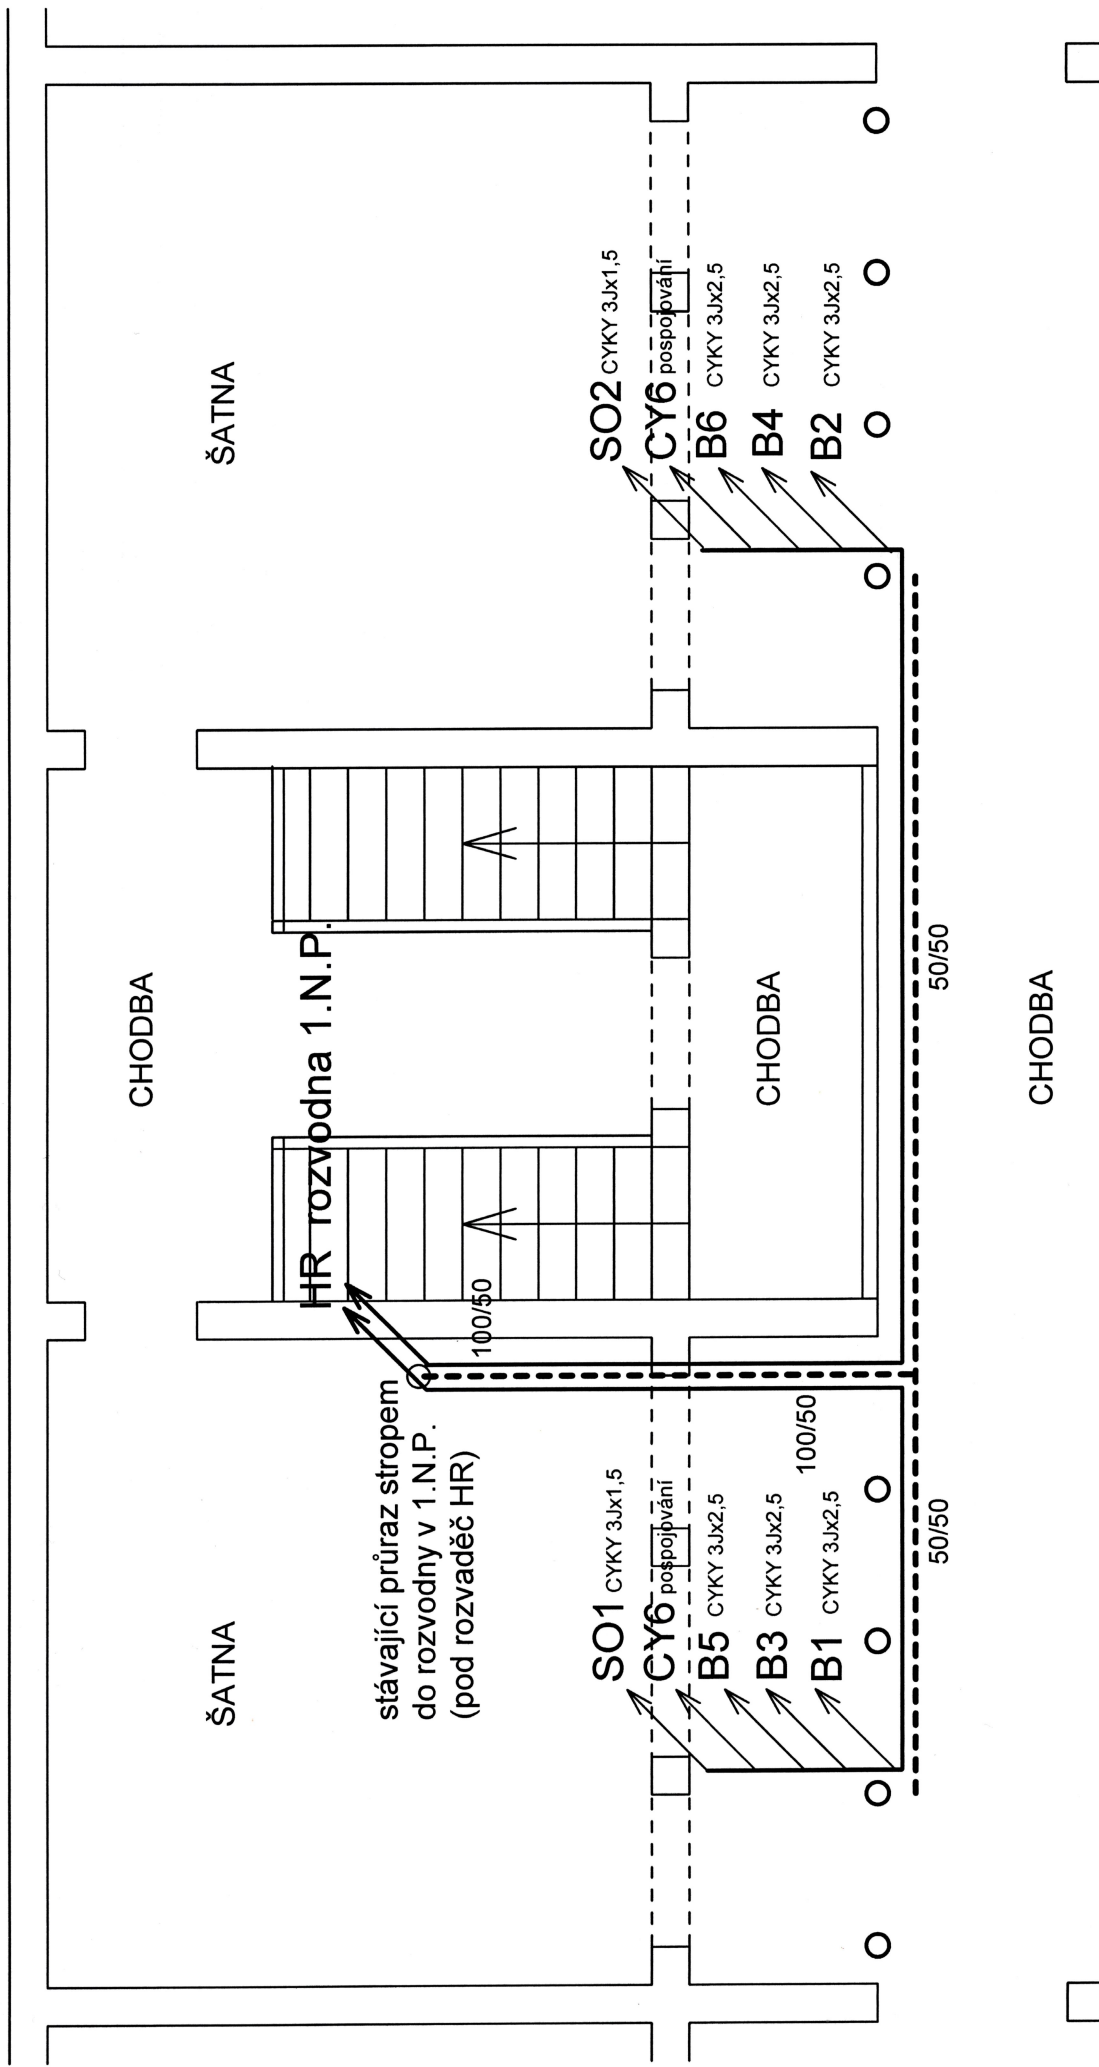 CHODBA
ŠATNA
ŠATNA
HR rozvodna 1.N.P.
stávající průraz stropem
do rozvodny v 1.N.P.
(pod rozvaděč HR)
100/50
SO1 CYKY 3Jx1,5
CY6 pospojování
B5 CYKY 3Jx2,5
B3 CYKY 3Jx2,5
B1 CYKY 3Jx2,5
100/50
CHODBA
SO2 CYKY 3Jx1,5
CY6 pospojování
B6 CYKY 3Jx2,5
B4 CYKY 3Jx2,5
B2 CYKY 3Jx2,5
50/50
50/50
CHODBA